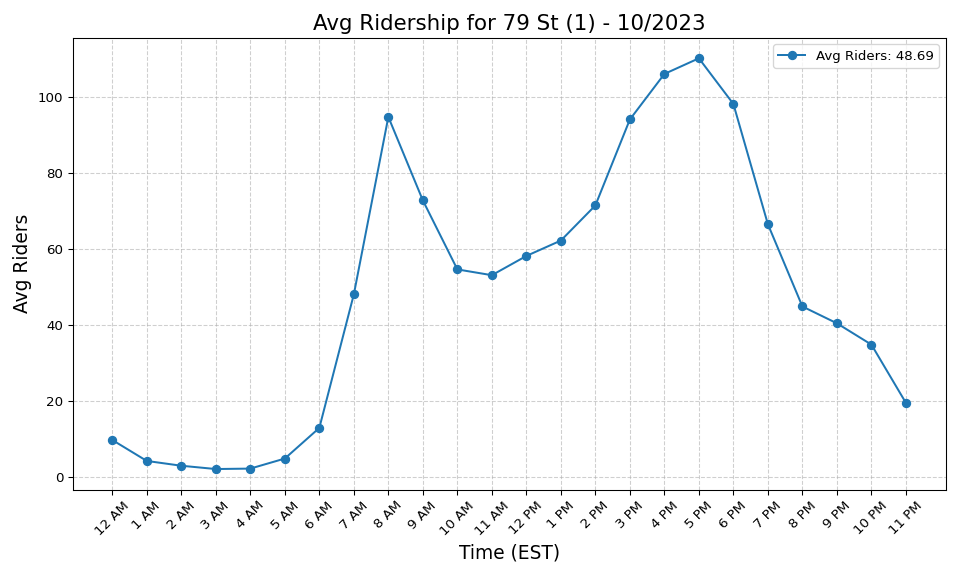 Avg Ridership for 79 St (1) - 10/2023
Avg Riders: 48.69
Avg Riders
100
80
60
40
20
0
12 AM
1 AM
2 AM
3 AM
4 AM
5 AM
6 AM
7 AM
8 AM
9 AM
10 AM
11 AM
12 PM
1 PM
2 PM
3 PM
4 PM
5 PM
6 PM
7 PM
8 PM
9 PM
10 PM
11 PM
Time (EST)